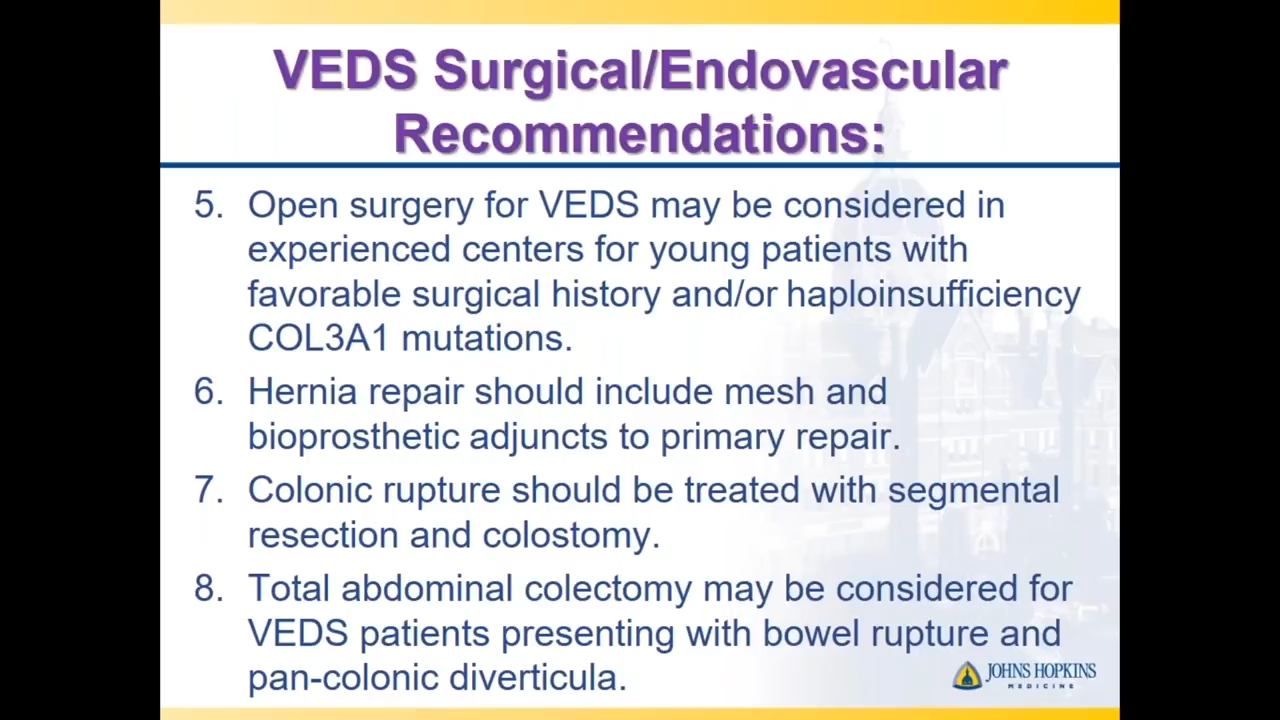 VEDS Surgical/Endovascular
Recommendations:
5. Open surgery for VEDS may be considered in
experienced centers for young patients with
favorable surgical history and/or haploinsufficiency
COL3A1 mutations.
6. Hernia repair should include mesh and
bioprosthetic adjuncts to primary repair.
7. Colonic rupture should be treated with segmental
resection and colostomy.
8. Total abdominal colectomy may be considered for
VEDS patients presenting with bowel rupture and
pan-colonic diverticula.
JOHNS HOPKINS
MEDICINE